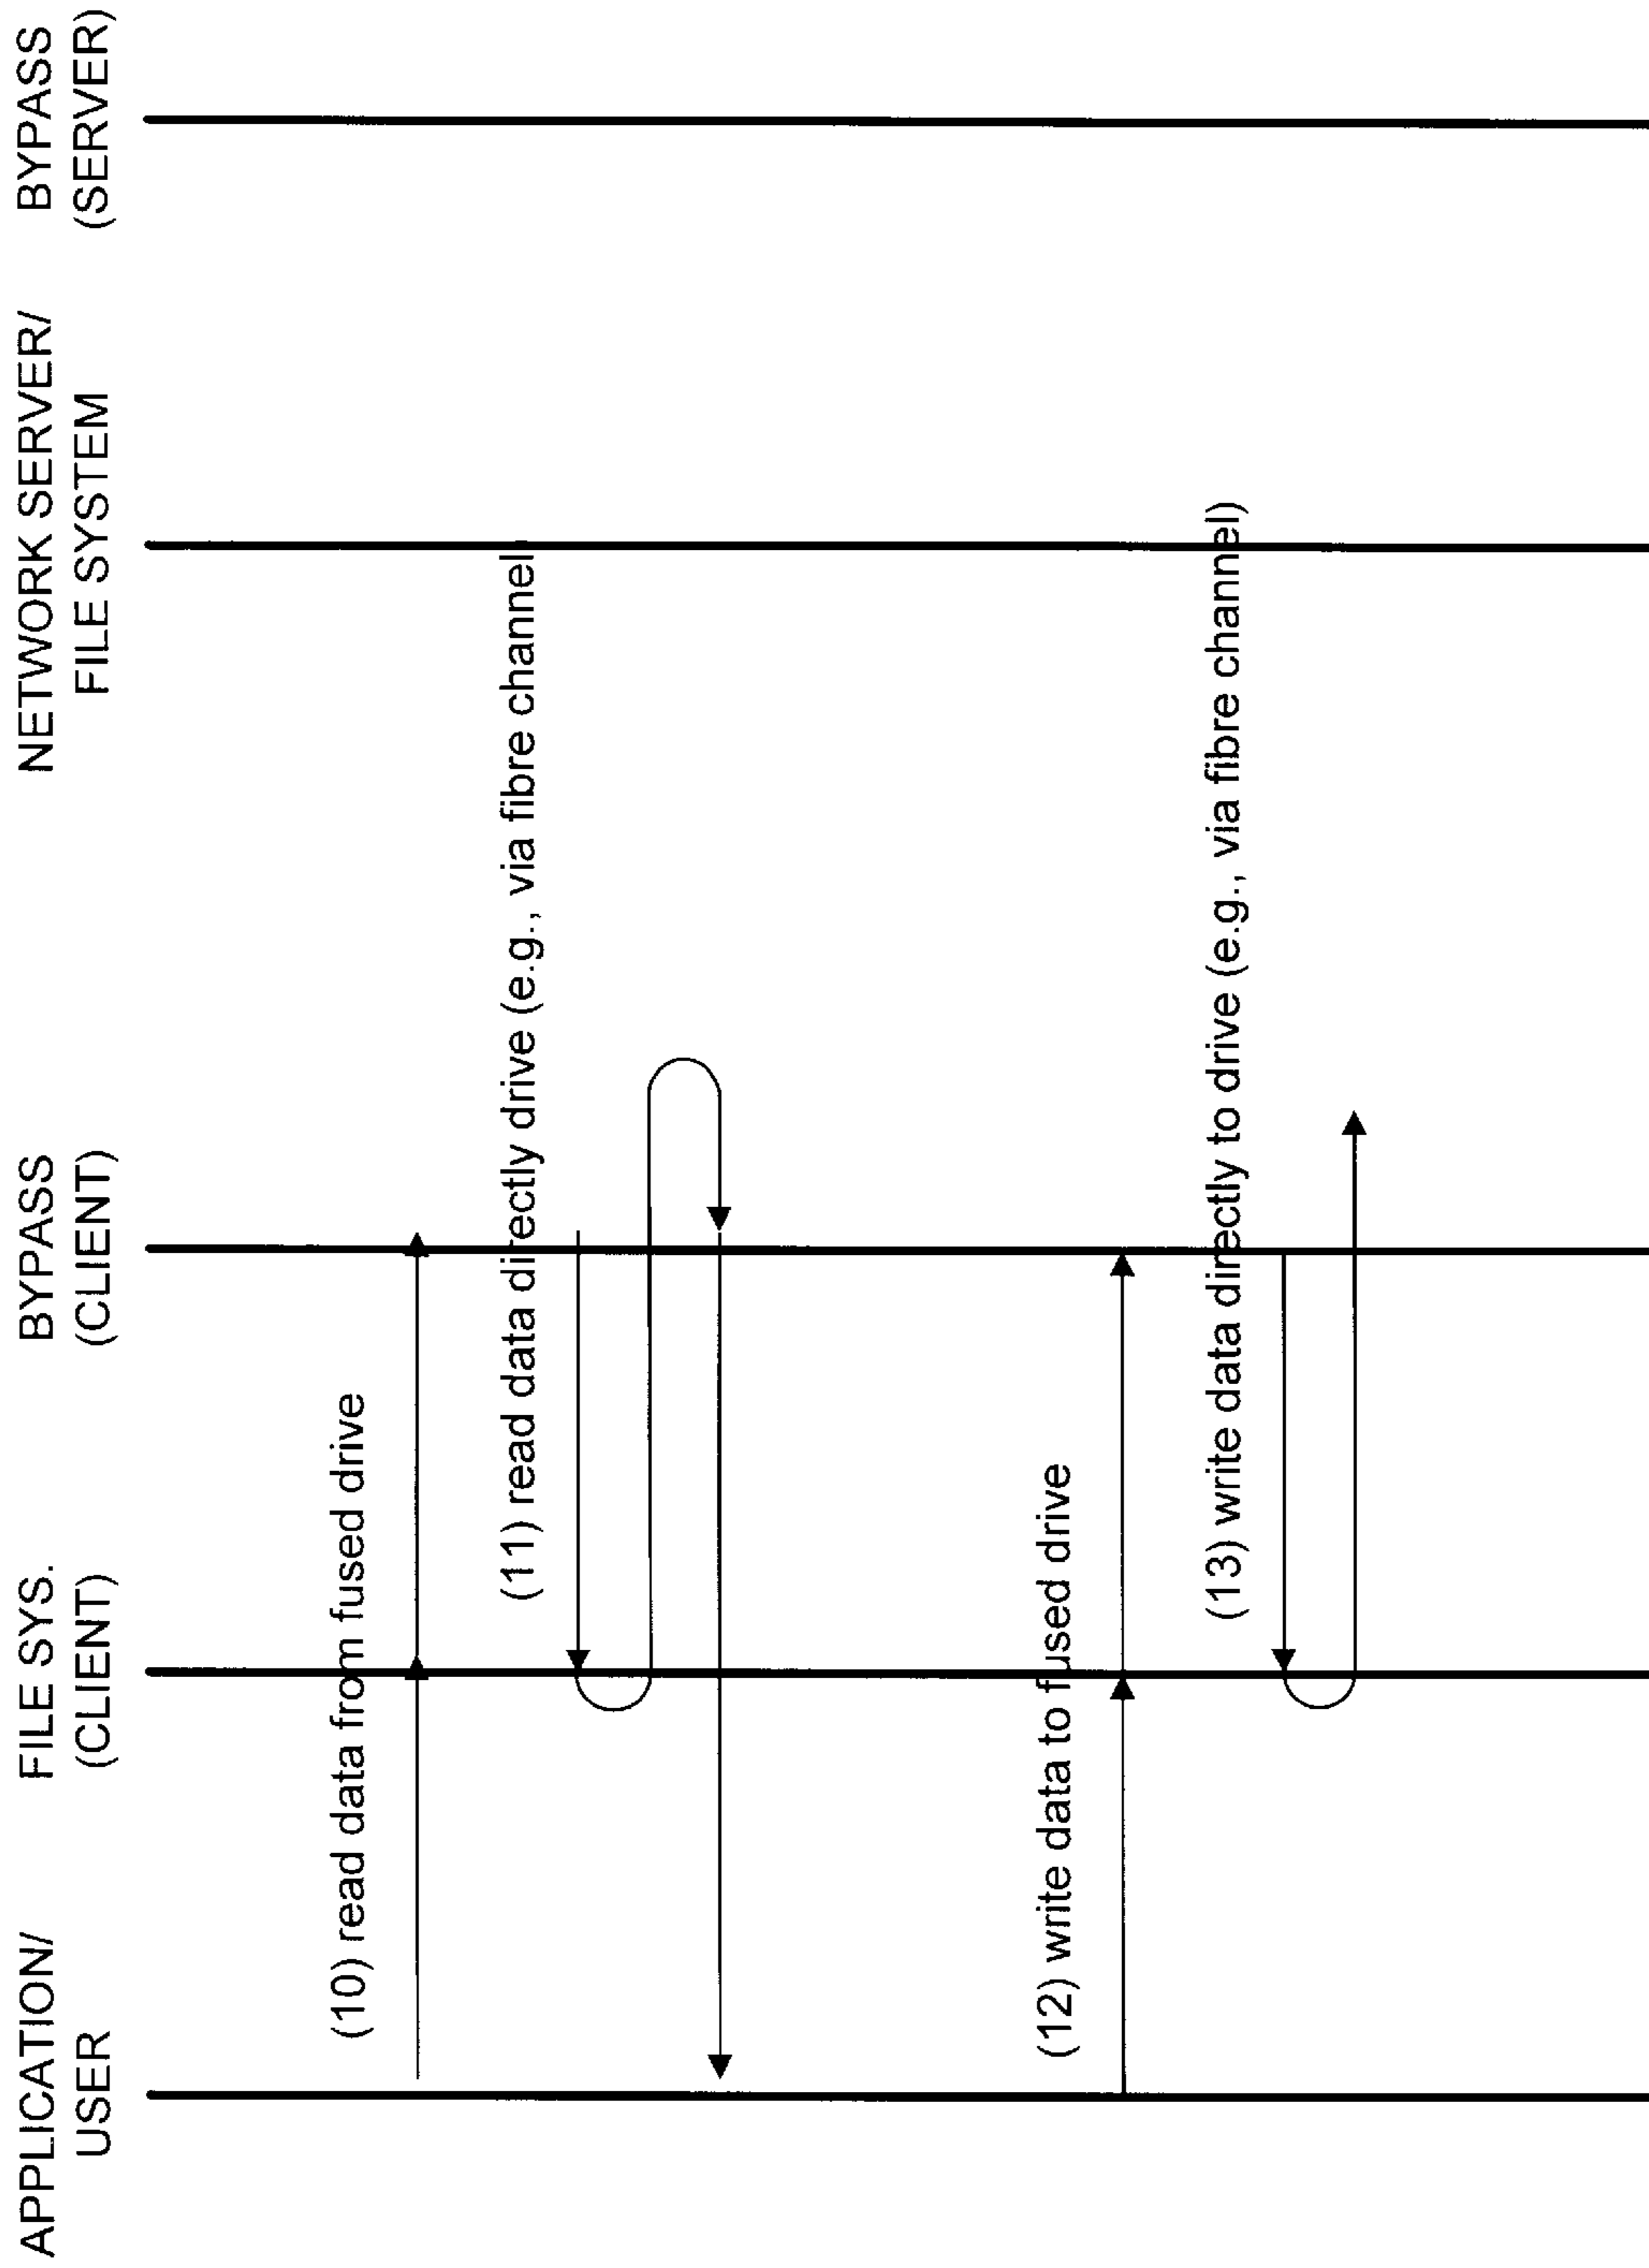 APPLICATION/
USER
FILE SYS.
(CLIENT)
BYPASS
(CLIENT)
NETWORK SERVER/
FILE SYSTEM
BYPASS
(SERVER)
(10) read data from fused drive
(11) read data directly drive (e.g., via fibre channel)
(12) write data to fused drive
(13) write data directly to drive (e.g., via fibre channel)